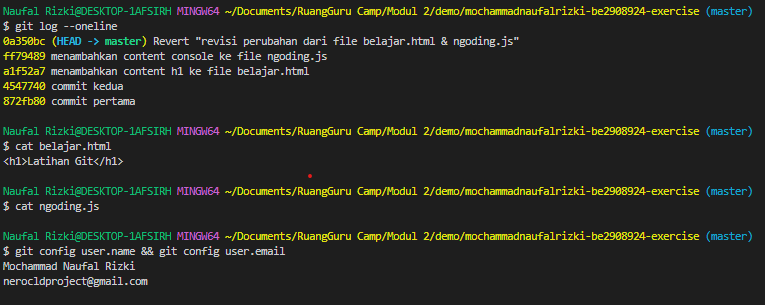 Naufal Rizki@DESKTOP-1AFSIRH MINGW64 ~/Documents/RuangGuru Camp/Modul 2/demo/mochammadnaufalrizki-be2908924-exercise (master)
$ git log --oneline
0a350bc (HEAD -> master) Revert "revisi perubahan dari file belajar.html & ngoding.js"
ff79489 menambahkan content console ke file ngoding.js
a1f52a7 menambahkan content h1 ke file belajar.html
4547740 commit kedua
872fb80 commit pertama
Naufal Rizki@DESKTOP-1AFSIRH MINGW64 ~/Documents/RuangGuru Camp/Modul 2/demo/mochammadnaufalrizki-be2908924-exercise (master)
$ cat belajar.html
<h1>Latihan Git</h1>
Naufal Rizki@DESKTOP-1AFSIRH MINGW64 ~/Documents/RuangGuru Camp/Modul 2/demo/mochammadnaufalrizki-be2908924-exercise (master)
$ cat ngoding.js
Naufal Rizki@DESKTOP-1AFSIRH MINGW64 ~/Documents/RuangGuru Camp/Modul 2/demo/mochammadnaufalrizki-be2908924-exercise (master)
$ git config user.name && git config user.email
Mochammad Naufal Rizki
nerocldproject@gmail.com